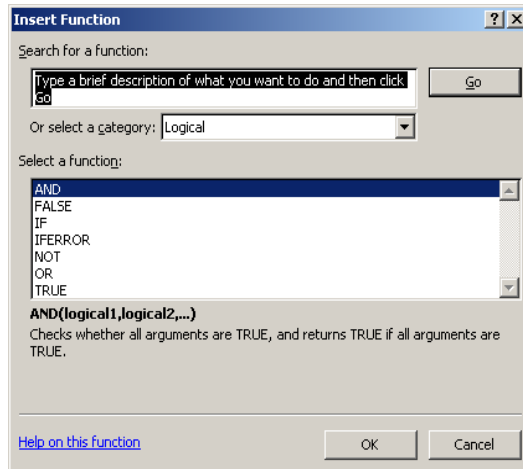 Insert Function
Search for a function:
Type a brief description of what you want to do and then click
Go
Go
Or select a category: Logical
Select a function:
AND
FALSE
IF
IFERROR
NOT
OR
TRUE
AND(logical1,logical2,...)
Checks whether all arguments are TRUE, and returns TRUE if all arguments are
TRUE.
Help on this function
OK
Cancel